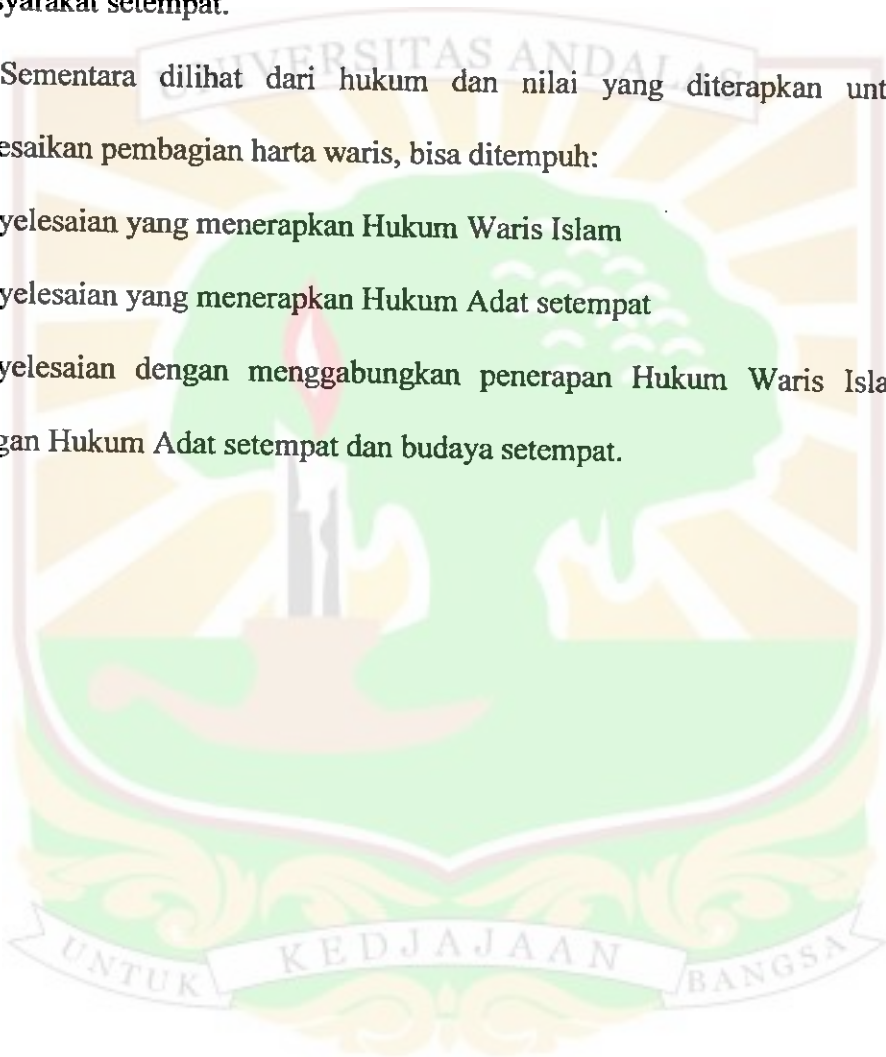 syarakat setempat.
UNIVERSITAS ANDALAS
Sementara dilihat dari hukum dan nilai yang diterapkan unt
esaikan pembagian harta waris, bisa ditempuh:
yelesaian yang menerapkan Hukum Waris Islam
yelesaian yang menerapkan Hukum Adat setempat
yelesaian dengan menggabungkan penerapan Hukum Waris Isla
gan Hukum Adat setempat dan budaya setempat.
UNTUK KEDJAJAAN BANGSA